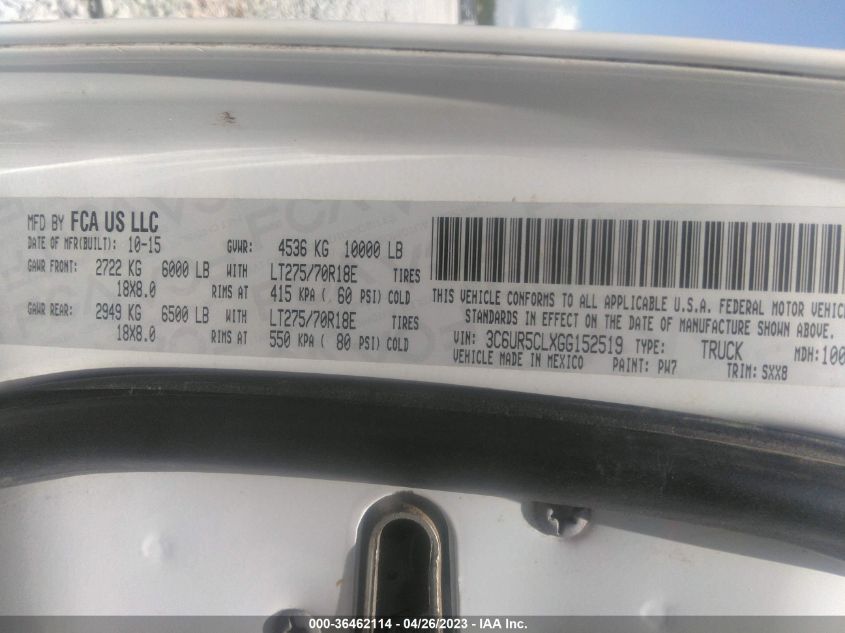 MFD BY FCA US LLC
DATE OF MFR(BUILT): 10-15 GVWR: 4536 KG 10000 LB
GAWR FRONT: 2722 KG 6000 LB WITH LT275/70R18E TIRES
18X8.0 RIMS AT 415 KPA ( 60 PSI) COLD
GAWR REAR: 2949 KG 6500 LB WITH LT275/70R18E TIRES
18X8.0 RIMS AT 550 KPA ( 80 PSI) COLD
THIS VEHICLE CONFORMS TO ALL APPLICABLE U.S.A. FEDERAL MOTOR
STANDARDS IN EFFECT ON THE DATE OF MANUFACTURE SHOWN ABOVE.
VIN: 3C6UR5CLXGG152519 TYPE: TRUCK MDH:
VEHICLE MADE IN MEXICO PAINT: PW7 TRIM: SXX8
000-36462114 - 04/26/2023 - IAA Inc.